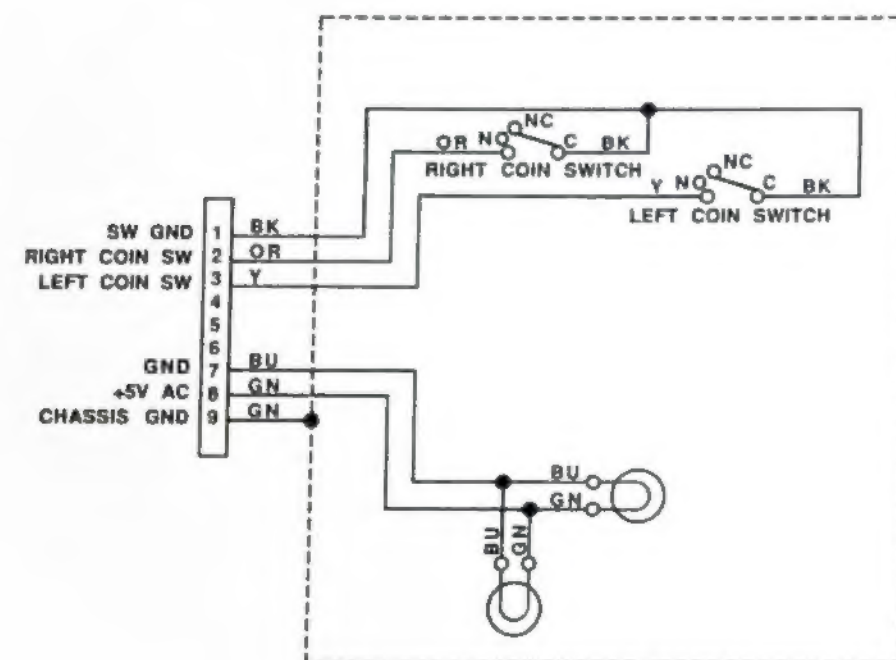 NC
OR NO C BK
RIGHT COIN SWITCH
NC
Y NO C BK
LEFT COIN SWITCH
SW GND 1 BK
RIGHT COIN SW 2 OR
LEFT COIN SW 3 Y
4
5
6
GND 7 BU
+5V AC 8 GN
CHASSIS GND 9 GN
BU
GN
BU GN